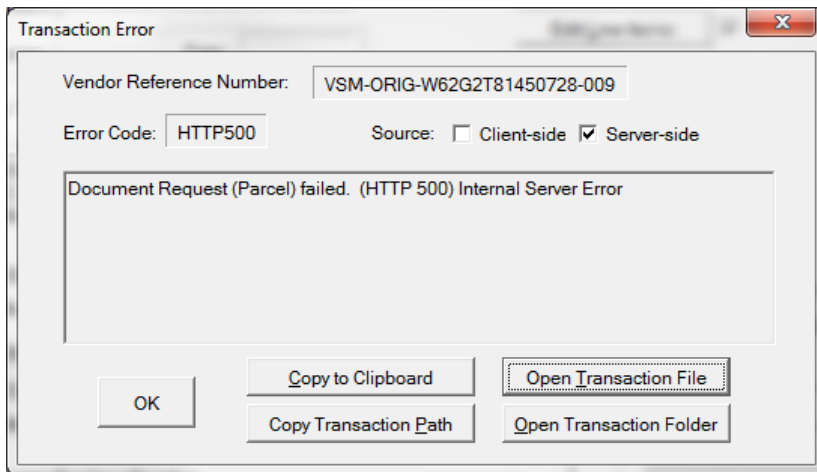 Transaction Error
Vendor Reference Number: VSM-ORIG-W62G2T81450728-009
Error Code: HTTP500 Source: Client-side Server-side
Document Request (Parcel) failed. (HTTP 500) Internal Server Error
OK
Copy to Clipboard Open Transaction File
Copy Transaction Path Open Transaction Folder